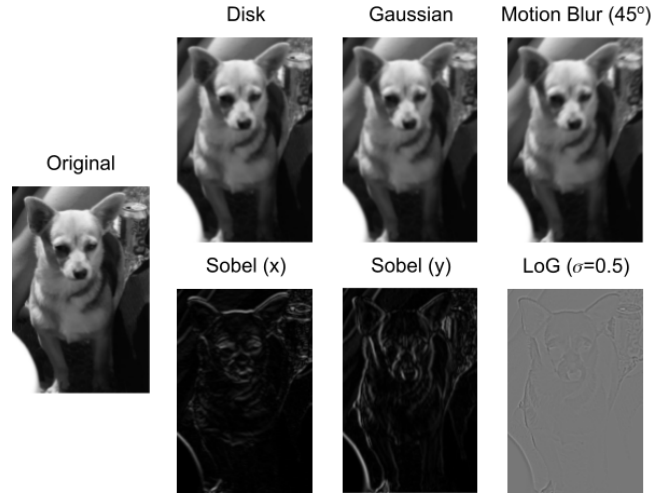 Disk
Gaussian
Motion Blur (45º)
Original
Sobel (x)
Sobel (y)
LoG (σ=0.5)